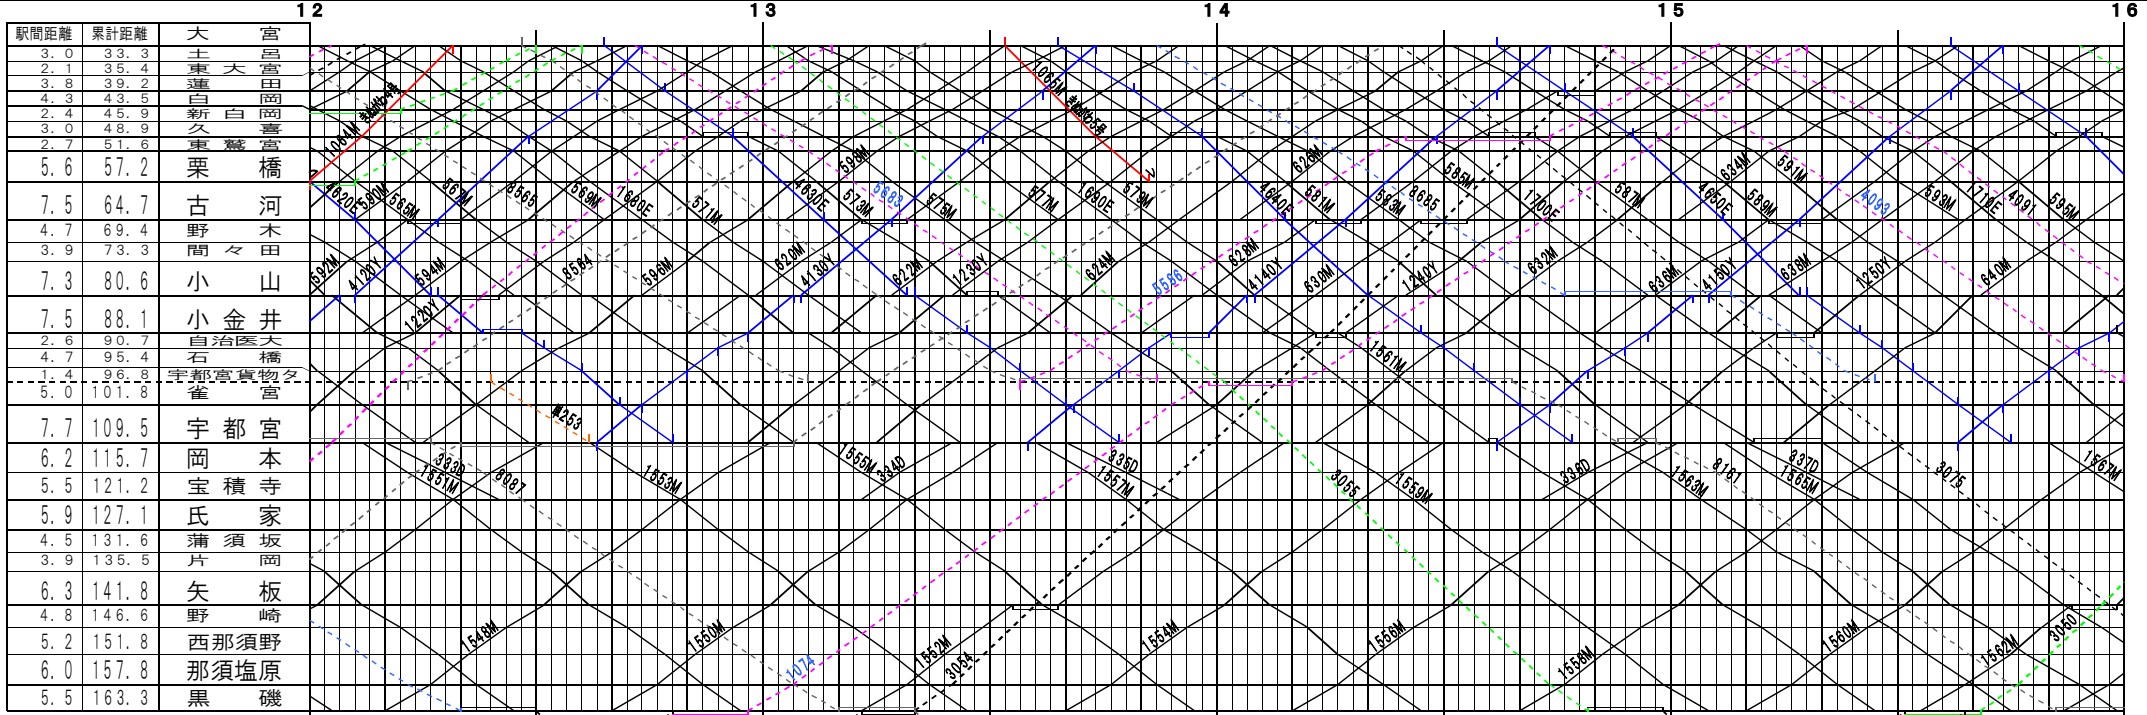 12 13 14 15 16
駅間距離 累計距離 大宮
3.0 33.3 土呂
2.1 35.4 東大宮
3.8 39.2 蓮田
4.3 43.5 白岡
2.4 45.9 新白岡
3.0 48.9 久喜
2.7 51.6 東鷲宮
5.6 57.2 栗橋
7.5 64.7 古河
4.7 69.4 野木
3.9 73.3 間々田
7.3 80.6 小山
7.5 88.1 小金井
2.6 90.7 自治医大
4.7 95.4 石橋
1.4 96.8 宇都宮貨物タ
5.0 101.8 雀宮
7.7 109.5 宇都宮
6.2 115.7 岡本
5.5 121.2 宝積寺
5.9 127.1 氏家
4.5 131.6 蒲須坂
3.9 135.5 片岡
6.3 141.8 矢板
4.8 146.6 野崎
5.2 151.8 西那須野
6.0 157.8 那須塩原
5.5 163.3 黒磯
1064M
1065M
4620E 590M 565M 567M 8565 569M 1680E 571M 4630E 573M 598M 5683 575M 577M 1690E 579M 4640E 581M 626M 583M 8685 585M 1700E 587M 4650E 634M 589M 591M 4093 593M 1710E 4091 595M
592M 4120Y 594M 1220Y 8584 596M 620M 4130Y 622M 1230Y 624M 5586 628M 4140Y 630M 1240Y 632M 636M 4150Y 638M 1250Y 640M
単253
1561M
333D 1551M 8087 1553M 1555M 334D 335D 1557M 3055 1559M 336D 1563M 8161 337D 1565M 3075 1567M
1548M 1550M 1074 1552M 3054 1554M 1556M 1558M 1560M 1562M 3050